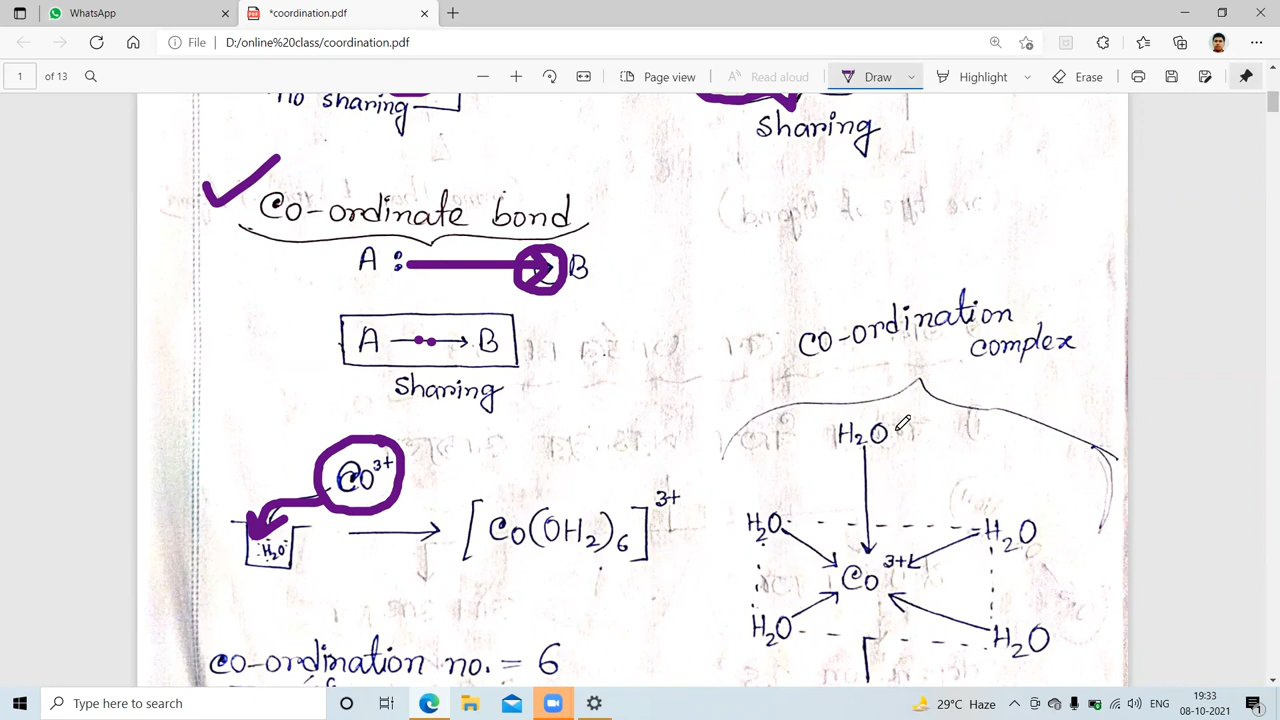 WhatsApp
*coordination.pdf
File
D:/online%20class/coordination.pdf
1 of 13
Page view
Read aloud
Draw
Highlight
Erase
no sharing
sharing
Co-ordinate bond
A : → B
A → B
sharing
Co-ordination
complex
Co³⁺
H₂O
→ [Co(OH₂)₆]³⁺
H₂O
H₂O
H₂O
Co³⁺
H₂O
H₂O
Co-ordination no. = 6
Type here to search
29°C Haze
ENG
19:33
08-10-2021
1